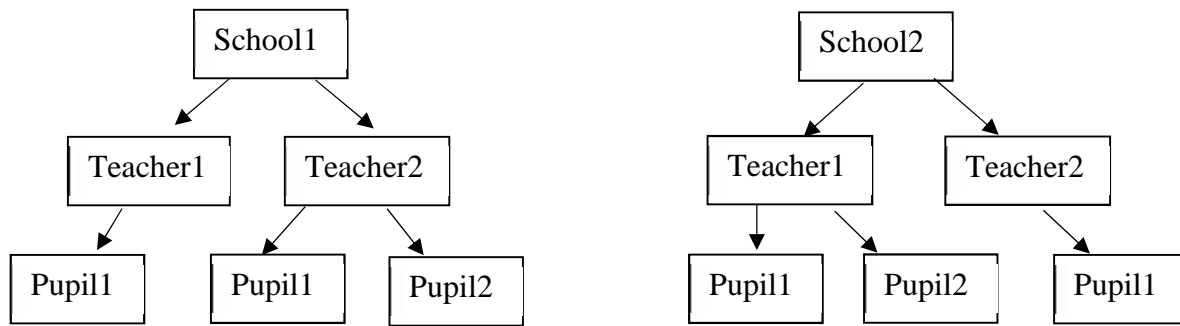 School1
School2
Teacher1
Teacher2
Teacher1
Teacher2
Pupil1
Pupil1
Pupil2
Pupil1
Pupil2
Pupil1